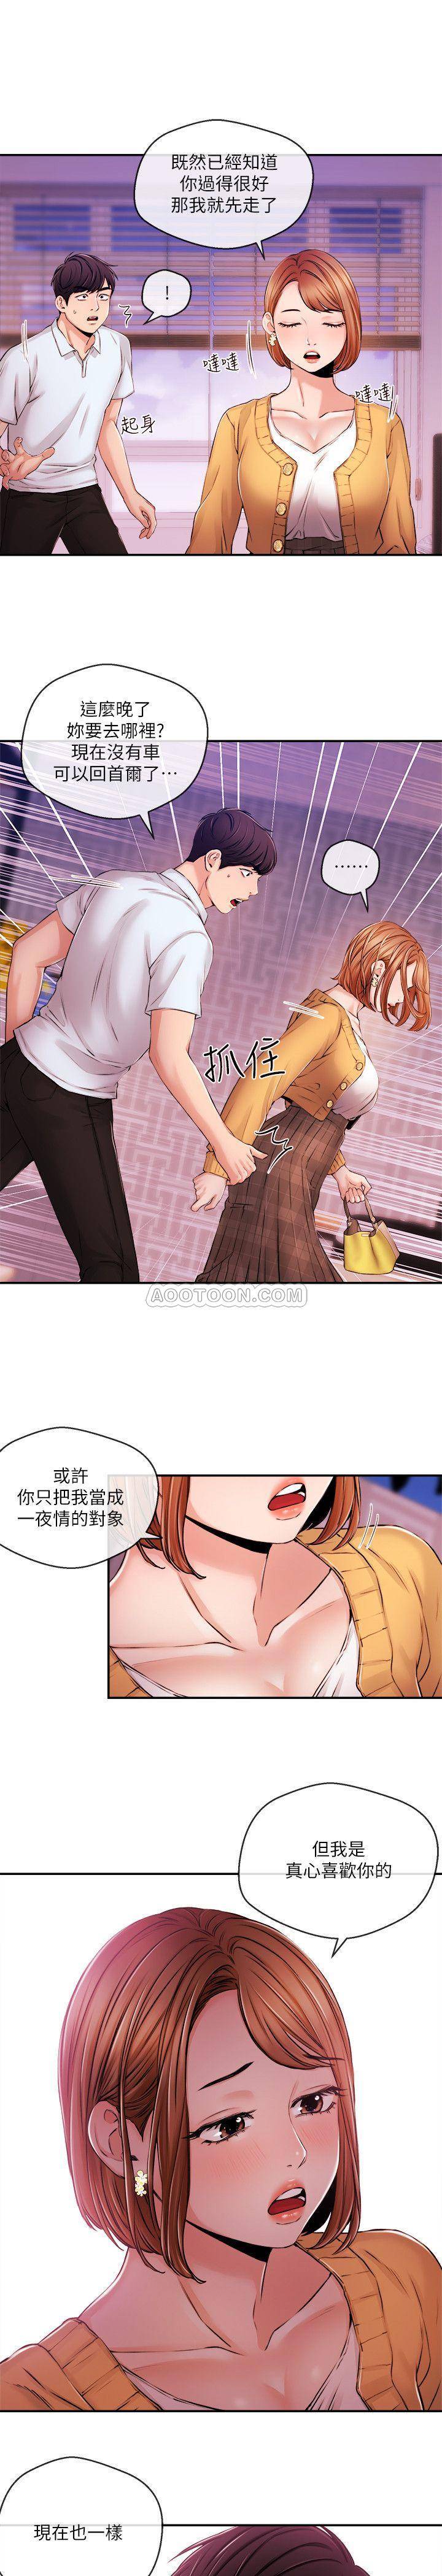 既然已經知道
你過得很好
那我就先走了
！
噠噠
噠噠
起身
這麼晚了
妳要去哪裡?
現在沒有車
可以回首爾了⋯
⋯⋯
抓住
AOOTOON.COM
或許
你只把我當成
一夜情的對象
但我是
真心喜歡你的
現在也一樣